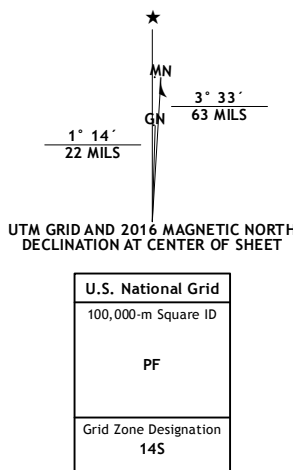 ★
MN
3° 33´
63 MILS
GN
1° 14´
22 MILS
UTM GRID AND 2016 MAGNETIC NORTH
DECLINATION AT CENTER OF SHEET
U.S. National Grid
100,000-m Square ID
PF
Grid Zone Designation
14S